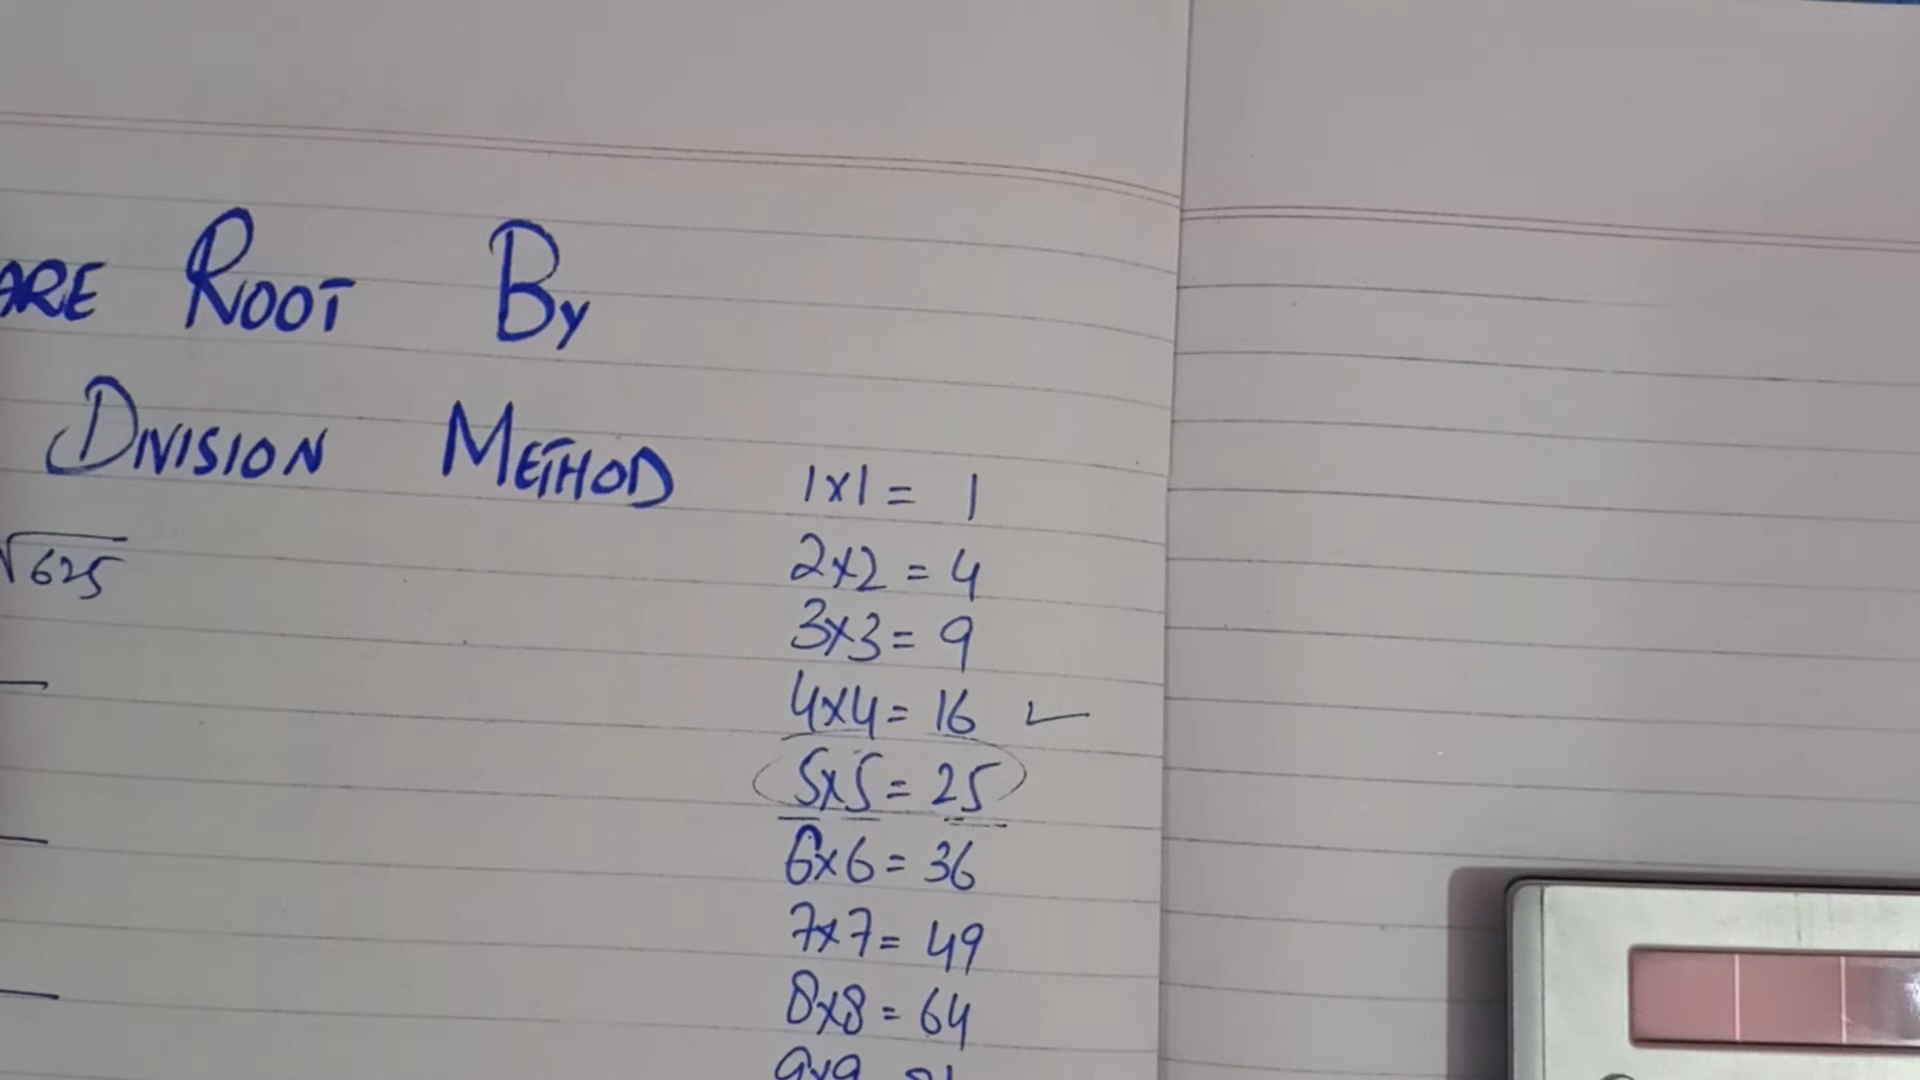 ARE ROOT BY
DIVISION METHOD
√625
1x1 = 1
2x2 = 4
3x3 = 9
4x4 = 16 ✓
5x5 = 25
6x6 = 36
7x7 = 49
8x8 = 64
9x9